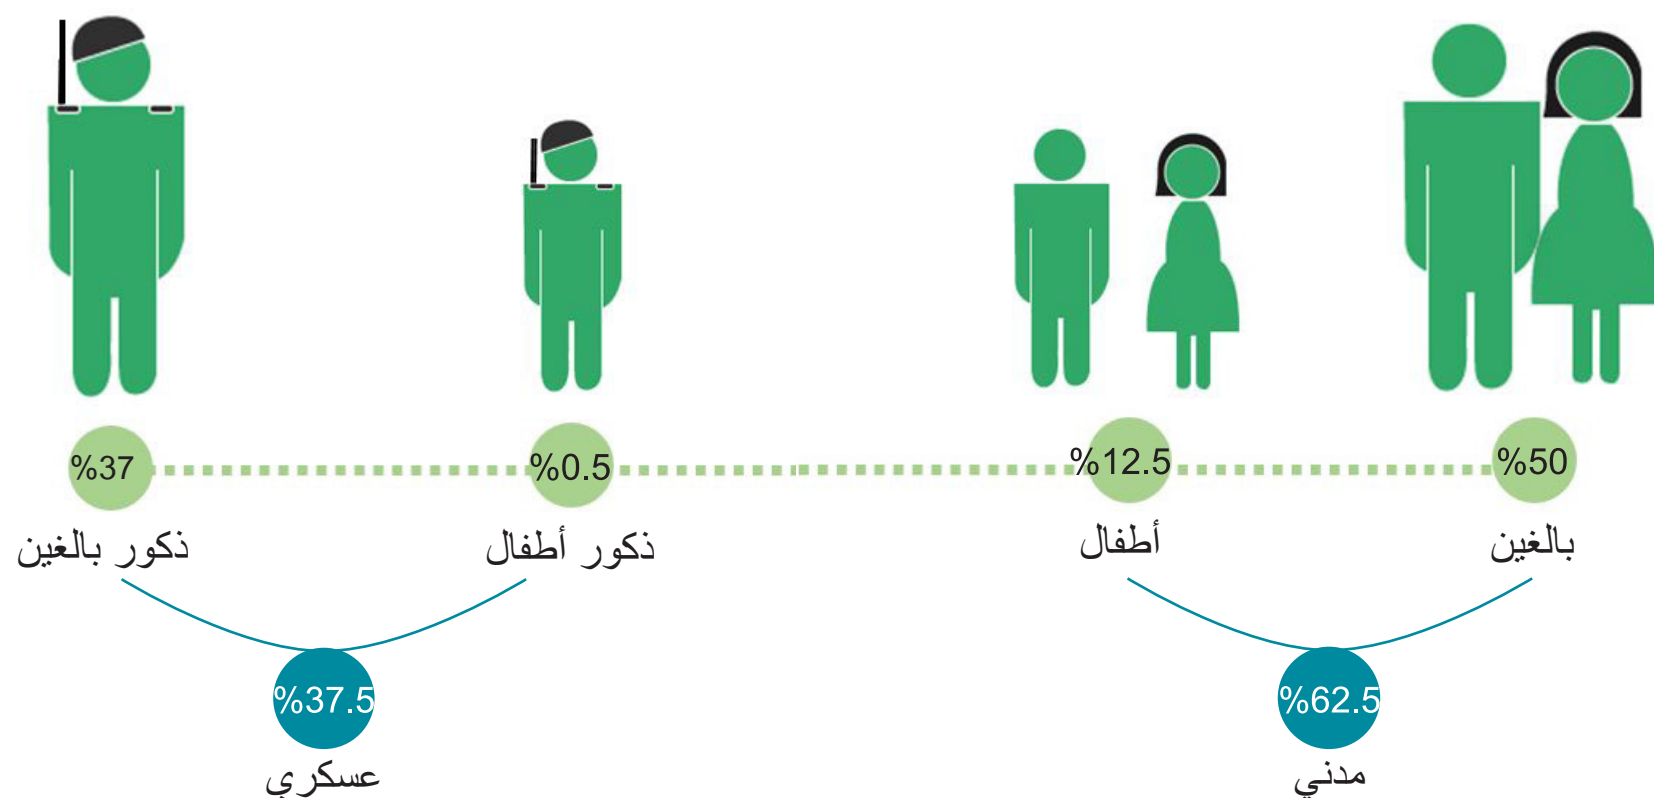 %50
%12.5
%0.5
%37
بالغين
أطفال
ذكور أطفال
ذكور بالغين
%62.5
%37.5
مدني
عسكري